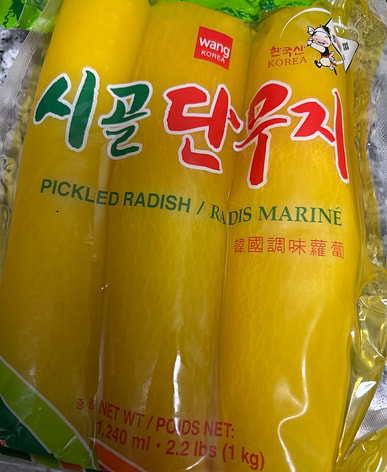 wang
KOREA
한국산
KOREA
시골단무지
PICKLED RADISH / RADIS MARINÉ
韓國調味蘿蔔
NET WT / POIDS NET:
1,240 ml • 2.2 lbs (1 kg)